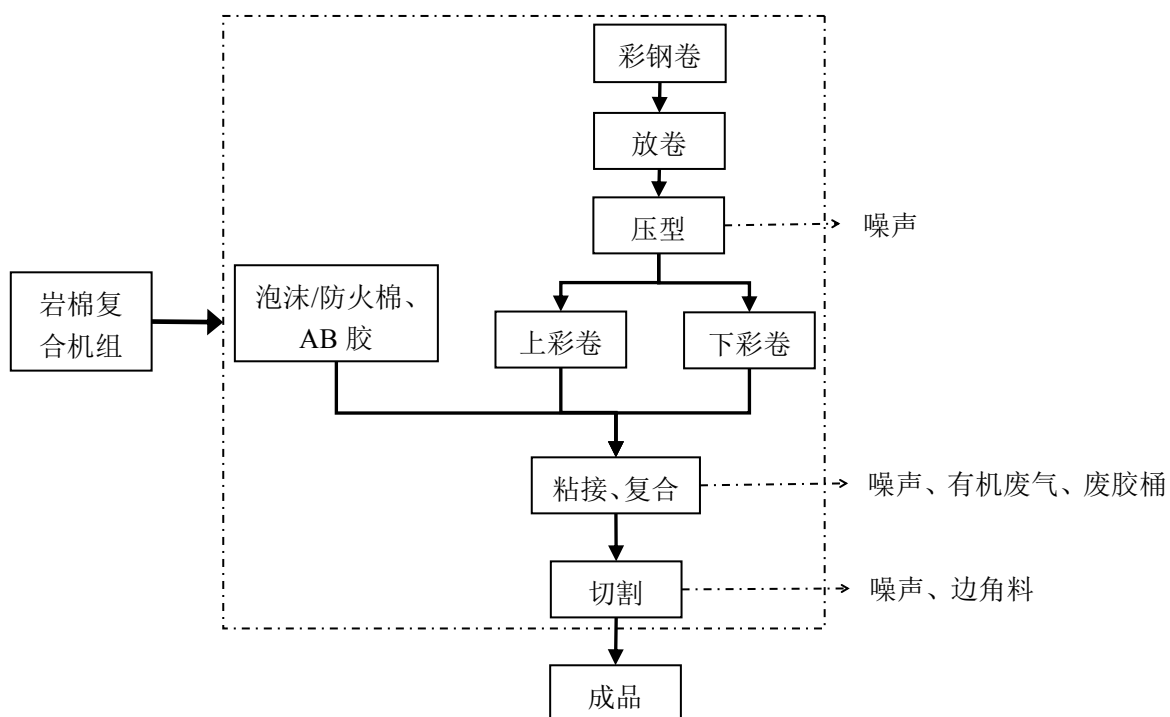 彩钢卷
放卷
压型
噪声
岩棉复
合机组
泡沫/防火棉、
AB 胶
上彩卷
下彩卷
粘接、复合
噪声、有机废气、废胶桶
切割
噪声、边角料
成品